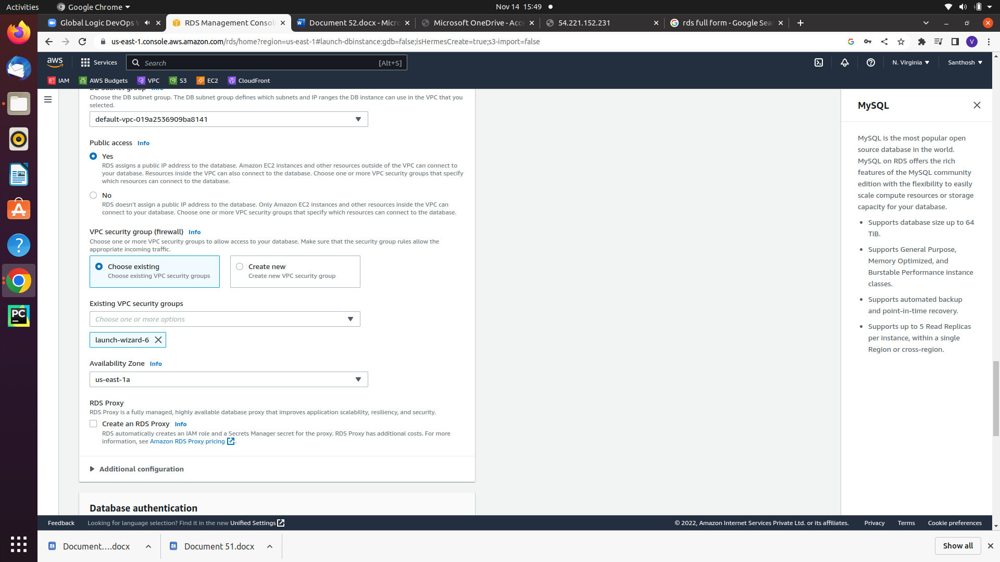 Activities
Google Chrome
Nov 14 15:49
Global Logic DevOps
RDS Management Consol
Document 52.docx - Micro
Microsoft OneDrive - Acce
54.221.152.231
rds full form - Google Sea
us-east-1.console.aws.amazon.com/rds/home?region=us-east-1#launch-dbinstance:gdb=false;isHermesCreate=true;s3-import=false
V
aws
Services
Search
[Alt+S]
N. Virginia
Santhosh
IAM
AWS Budgets
VPC
S3
EC2
CloudFront
DB Subnet group Info
Choose the DB subnet group. The DB subnet group defines which subnets and IP ranges the DB instance can use in the VPC that you
selected.
default-vpc-019a2536909ba8141
Public access Info
Yes
RDS assigns a public IP address to the database. Amazon EC2 instances and other resources outside of the VPC can connect to
your database. Resources inside the VPC can also connect to the database. Choose one or more VPC security groups that specify
which resources can connect to the database.
No
RDS doesn't assign a public IP address to the database. Only Amazon EC2 instances and other resources inside the VPC can
connect to your database. Choose one or more VPC security groups that specify which resources can connect to the database.
VPC security group (firewall) Info
Choose one or more VPC security groups to allow access to your database. Make sure that the security group rules allow the
appropriate incoming traffic.
Choose existing
Choose existing VPC security groups
Create new
Create new VPC security group
Existing VPC security groups
Choose one or more options
launch-wizard-6
Availability Zone Info
us-east-1a
RDS Proxy
RDS Proxy is a fully managed, highly available database proxy that improves application scalability, resiliency, and security.
Create an RDS Proxy Info
RDS automatically creates an IAM role and a Secrets Manager secret for the proxy. RDS Proxy has additional costs. For more
information, see Amazon RDS Proxy pricing.
Additional configuration
Database authentication
MySQL
MySQL is the most popular open
source database in the world.
MySQL on RDS offers the rich
features of the MySQL community
edition with the flexibility to easily
scale compute resources or storage
capacity for your database.
Supports database size up to 64
TiB.
Supports General Purpose,
Memory Optimized, and
Burstable Performance instance
classes.
Supports automated backup
and point-in-time recovery.
Supports up to 5 Read Replicas
per instance, within a single
Region or cross-region.
PC
Feedback
Looking for language selection? Find it in the new Unified Settings
© 2022, Amazon Internet Services Private Ltd. or its affiliates.
Privacy
Terms
Cookie preferences
Document....docx
Document 51.docx
Show all